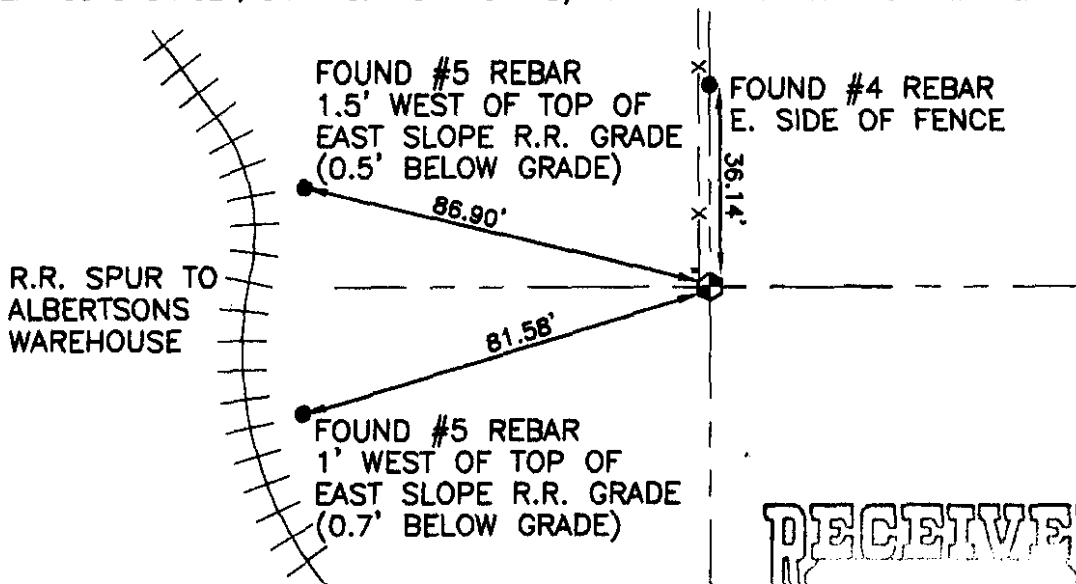 FOUND #5 REBAR
1.5' WEST OF TOP OF
EAST SLOPE R.R. GRADE
(0.5' BELOW GRADE)
FOUND #4 REBAR
E. SIDE OF FENCE
36.14'
86.90'
R.R. SPUR TO
ALBERTSONS
WAREHOUSE
81.58'
FOUND #5 REBAR
1' WEST OF TOP OF
EAST SLOPE R.R. GRADE
(0.7' BELOW GRADE)
RECEIVE